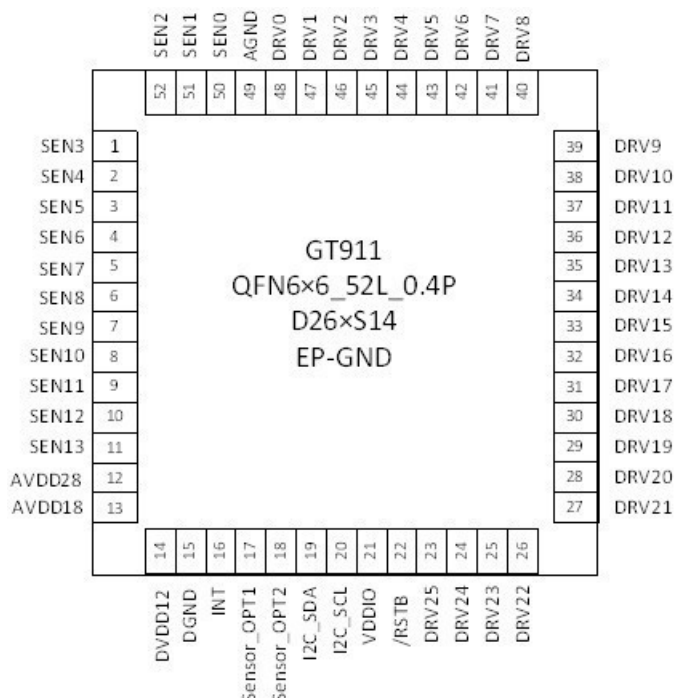 SEN2 SEN1 SEN0 AGND DRV0 DRV1 DRV2 DRV3 DRV4 DRV5 DRV6 DRV7 DRV8
52 51 50 49 48 47 46 45 44 43 42 41 40
SEN3 1
SEN4 2
SEN5 3
SEN6 4
SEN7 5
SEN8 6
SEN9 7
SEN10 8
SEN11 9
SEN12 10
SEN13 11
AVDD28 12
AVDD18 13
GT911
QFN6×6_52L_0.4P
D26×S14
EP-GND
39 DRV9
38 DRV10
37 DRV11
36 DRV12
35 DRV13
34 DRV14
33 DRV15
32 DRV16
31 DRV17
30 DRV18
29 DRV19
28 DRV20
27 DRV21
14 15 16 17 18 19 20 21 22 23 24 25 26
DVDD12 DGND INT Sensor_OPT1 Sensor_OPT2 I2C_SDA I2C_SCL VDDIO /RSTB DRV25 DRV24 DRV23 DRV22